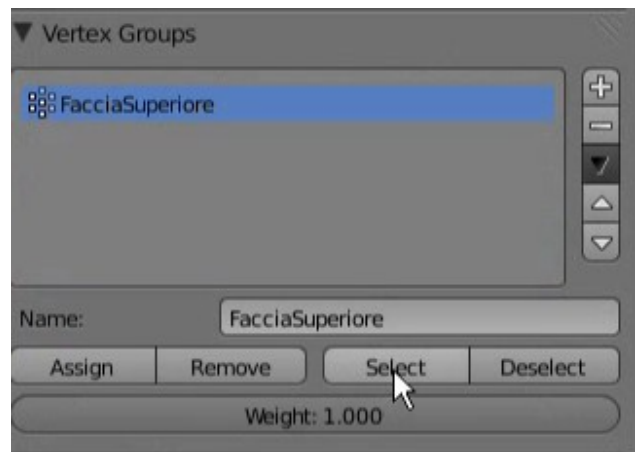 Vertex Groups
FacciaSuperiore
Name: FacciaSuperiore
Assign Remove Select Deselect
Weight: 1.000